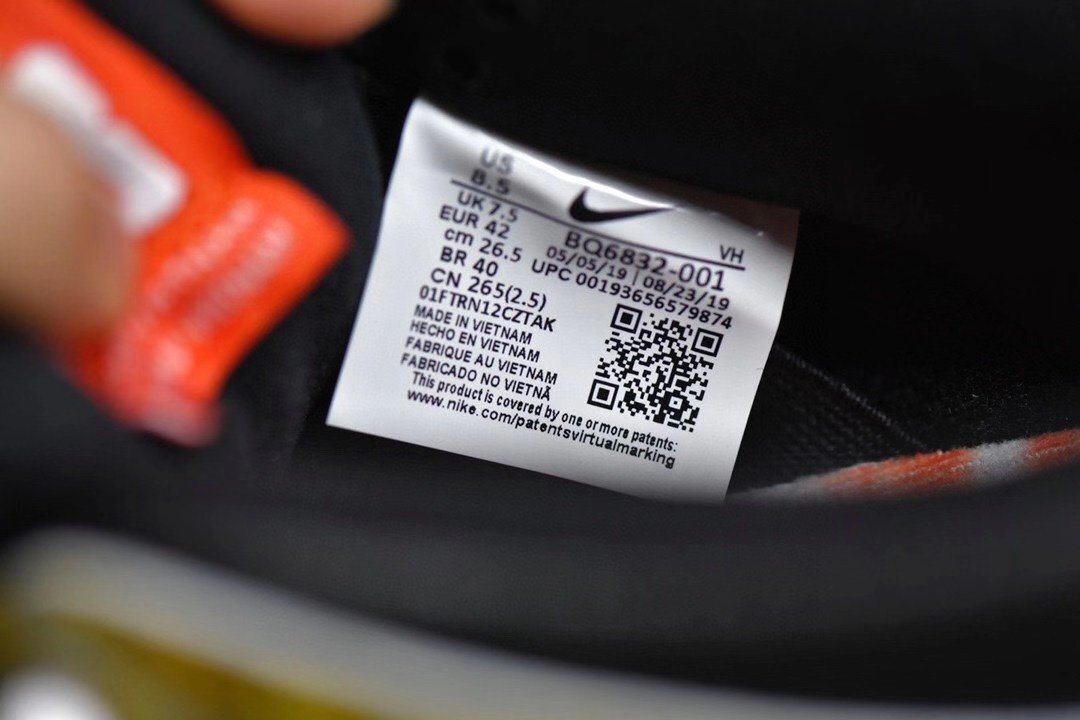 US
8.5
UK 7.5
EUR 42
cm 26.5
BR 40
CN 265(2.5)
VH
BQ6832-001
05/05/19 | 08/23/19
UPC 00193656579874
01FTRN12CZTAK
MADE IN VIETNAM
HECHO EN VIETNAM
FABRIQUE AU VIETNAM
FABRICADO NO VIETNÃ
This product is covered by one or more patents:
www.nike.com/patentsvirtualmarking